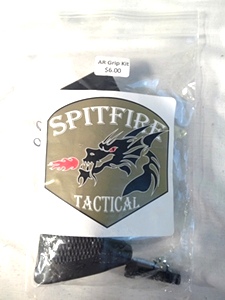 AR Grip Kit
$6.00
SPITFIRE
TACTICAL